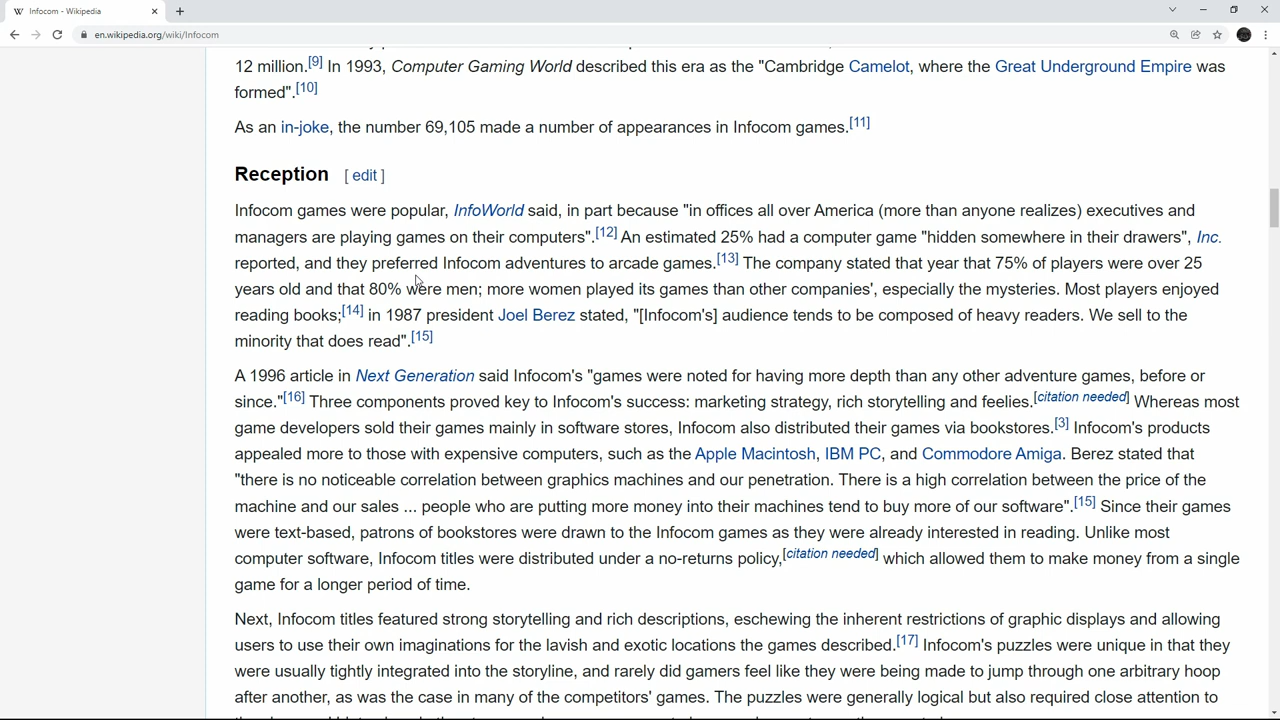 Infocom - Wikipedia
en.wikipedia.org/wiki/Infocom
12 million.[9] In 1993, Computer Gaming World described this era as the "Cambridge Camelot, where the Great Underground Empire was
formed".[10]
As an in-joke, the number 69,105 made a number of appearances in Infocom games.[11]
Reception [ edit ]
Infocom games were popular, InfoWorld said, in part because "in offices all over America (more than anyone realizes) executives and
managers are playing games on their computers".[12] An estimated 25% had a computer game "hidden somewhere in their drawers", Inc.
reported, and they preferred Infocom adventures to arcade games.[13] The company stated that year that 75% of players were over 25
years old and that 80% were men; more women played its games than other companies', especially the mysteries. Most players enjoyed
reading books;[14] in 1987 president Joel Berez stated, "[Infocom's] audience tends to be composed of heavy readers. We sell to the
minority that does read".[15]
A 1996 article in Next Generation said Infocom's "games were noted for having more depth than any other adventure games, before or
since."[16] Three components proved key to Infocom's success: marketing strategy, rich storytelling and feelies.[citation needed] Whereas most
game developers sold their games mainly in software stores, Infocom also distributed their games via bookstores.[3] Infocom's products
appealed more to those with expensive computers, such as the Apple Macintosh, IBM PC, and Commodore Amiga. Berez stated that
"there is no noticeable correlation between graphics machines and our penetration. There is a high correlation between the price of the
machine and our sales ... people who are putting more money into their machines tend to buy more of our software".[15] Since their games
were text-based, patrons of bookstores were drawn to the Infocom games as they were already interested in reading. Unlike most
computer software, Infocom titles were distributed under a no-returns policy,[citation needed] which allowed them to make money from a single
game for a longer period of time.
Next, Infocom titles featured strong storytelling and rich descriptions, eschewing the inherent restrictions of graphic displays and allowing
users to use their own imaginations for the lavish and exotic locations the games described.[17] Infocom's puzzles were unique in that they
were usually tightly integrated into the storyline, and rarely did gamers feel like they were being made to jump through one arbitrary hoop
after another, as was the case in many of the competitors' games. The puzzles were generally logical but also required close attention to